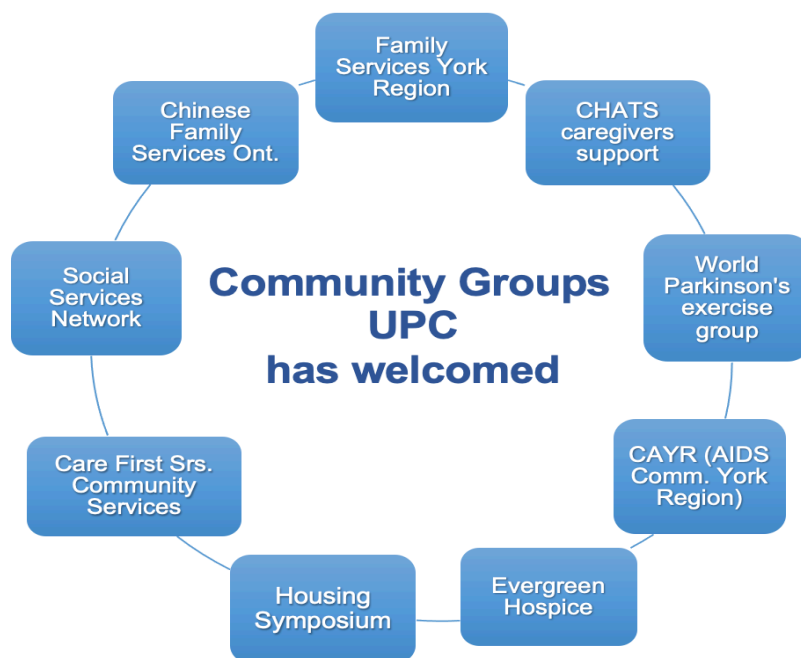 Family
Services York
Region
CHATS
caregivers
support
World
Parkinson's
exercise
group
CAYR (AIDS
Comm. York
Region)
Evergreen
Hospice
Housing
Symposium
Care First Srs.
Community
Services
Social
Services
Network
Chinese
Family
Services Ont.
Community Groups
UPC
has welcomed